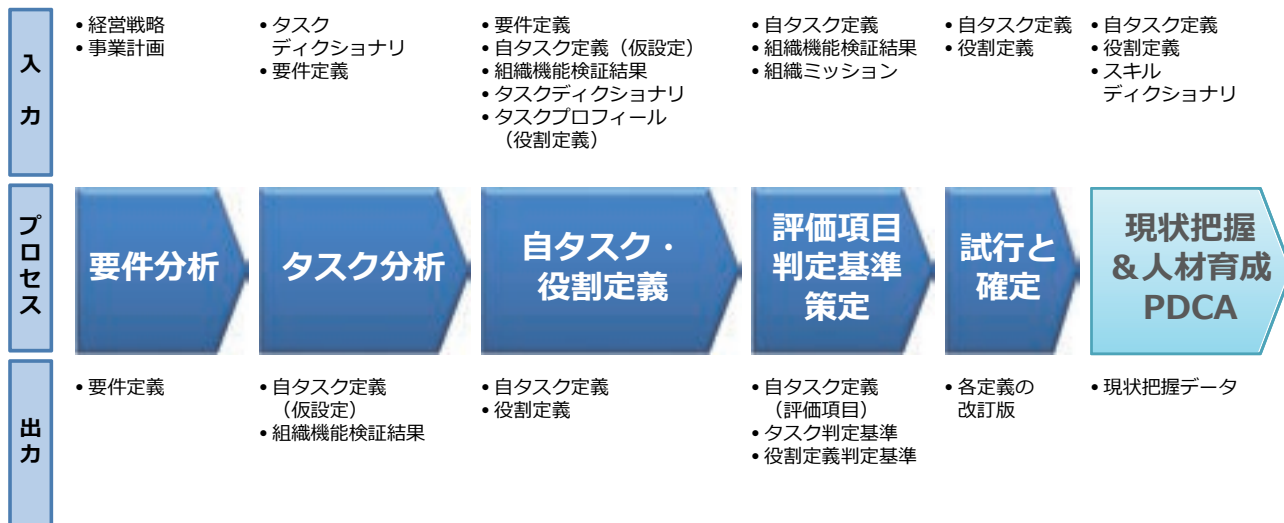 入力
• 経営戦略
• 事業計画
• タスク
ディクショナリ
• 要件定義
• 要件定義
• 自タスク定義（仮設定）
• 組織機能検証結果
• タスクディクショナリ
• タスクプロフィール
（役割定義）
• 自タスク定義
• 組織機能検証結果
• 組織ミッション
• 自タスク定義
• 役割定義
• 自タスク定義
• 役割定義
• スキル
ディクショナリ
プロセス
要件分析
タスク分析
自タスク・
役割定義
評価項目
判定基準
策定
試行と
確定
現状把握
＆人材育成
PDCA
出力
• 要件定義
• 自タスク定義
（仮設定）
• 組織機能検証結果
• 自タスク定義
• 役割定義
• 自タスク定義
（評価項目）
• タスク判定基準
• 役割定義判定基準
• 各定義の
改訂版
• 現状把握データ